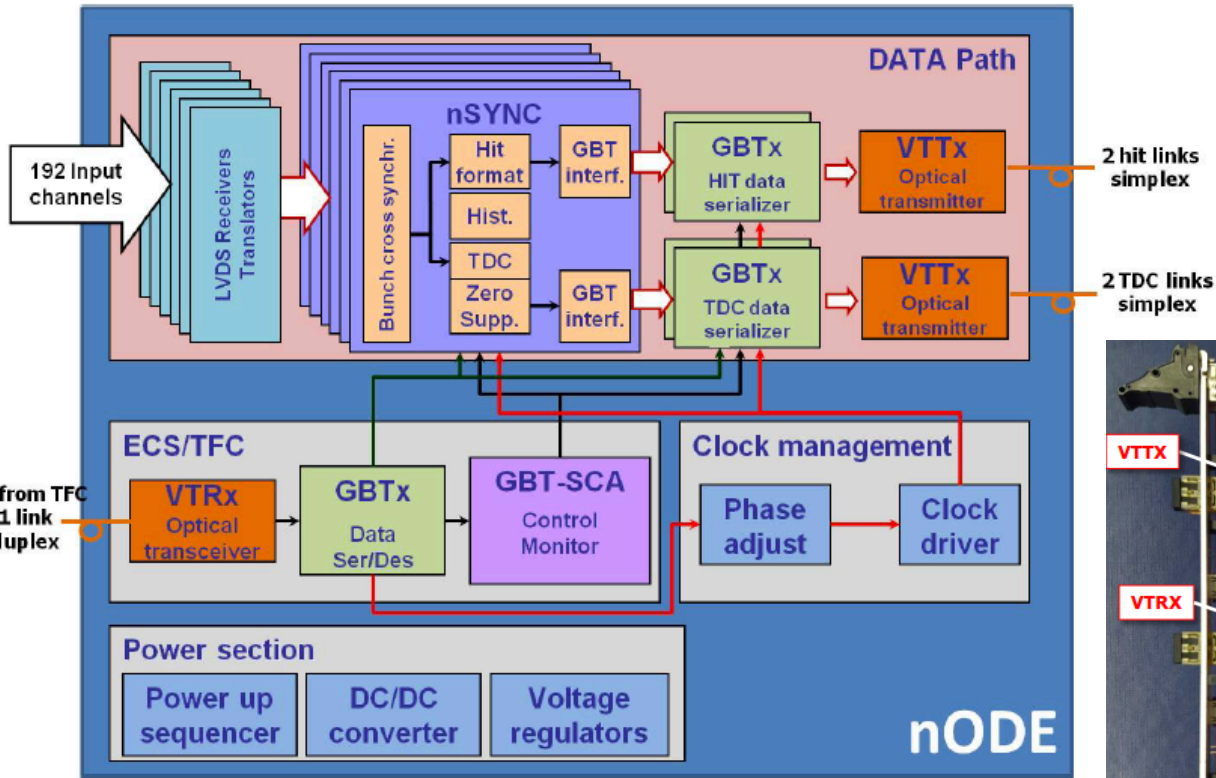 DATA Path
192 Input
channels
LVDS Receivers
Translators
nSYNC
Bunch cross synchr.
Hit
format
Hist.
TDC
Zero
Supp.
GBT
interf.
GBT
interf.
GBTx
HIT data
serializer
GBTx
TDC data
serializer
VTTx
Optical
transmitter
VTTx
Optical
transmitter
2 hit links
simplex
2 TDC links
simplex
ECS/TFC
from TFC
1 link
VTRx
Optical
transceiver
GBTx
Data
Ser/Des
GBT-SCA
Control
Monitor
Clock management
Phase
adjust
Clock
driver
Power section
Power up
sequencer
DC/DC
converter
Voltage
regulators
nODE
VTTX
VTRX